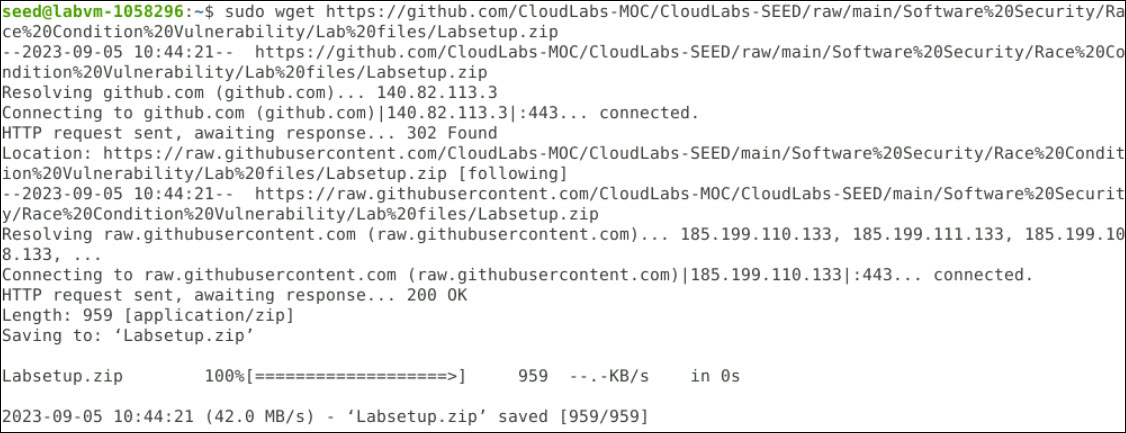 seed@labvm-1058296:~$ sudo wget https://github.com/CloudLabs-MOC/CloudLabs-SEED/raw/main/Software%20Security/Ra
ce%20Condition%20Vulnerability/Lab%20files/Labsetup.zip
--2023-09-05 10:44:21--  https://github.com/CloudLabs-MOC/CloudLabs-SEED/raw/main/Software%20Security/Race%20Co
ndition%20Vulnerability/Lab%20files/Labsetup.zip
Resolving github.com (github.com)... 140.82.113.3
Connecting to github.com (github.com)|140.82.113.3|:443... connected.
HTTP request sent, awaiting response... 302 Found
Location: https://raw.githubusercontent.com/CloudLabs-MOC/CloudLabs-SEED/main/Software%20Security/Race%20Condit
ion%20Vulnerability/Lab%20files/Labsetup.zip [following]
--2023-09-05 10:44:21--  https://raw.githubusercontent.com/CloudLabs-MOC/CloudLabs-SEED/main/Software%20Securit
y/Race%20Condition%20Vulnerability/Lab%20files/Labsetup.zip
Resolving raw.githubusercontent.com (raw.githubusercontent.com)... 185.199.110.133, 185.199.111.133, 185.199.10
8.133, ...
Connecting to raw.githubusercontent.com (raw.githubusercontent.com)|185.199.110.133|:443... connected.
HTTP request sent, awaiting response... 200 OK
Length: 959 [application/zip]
Saving to: ‘Labsetup.zip’
Labsetup.zip        100%[===================>]     959  --.-KB/s    in 0s
2023-09-05 10:44:21 (42.0 MB/s) - ‘Labsetup.zip’ saved [959/959]